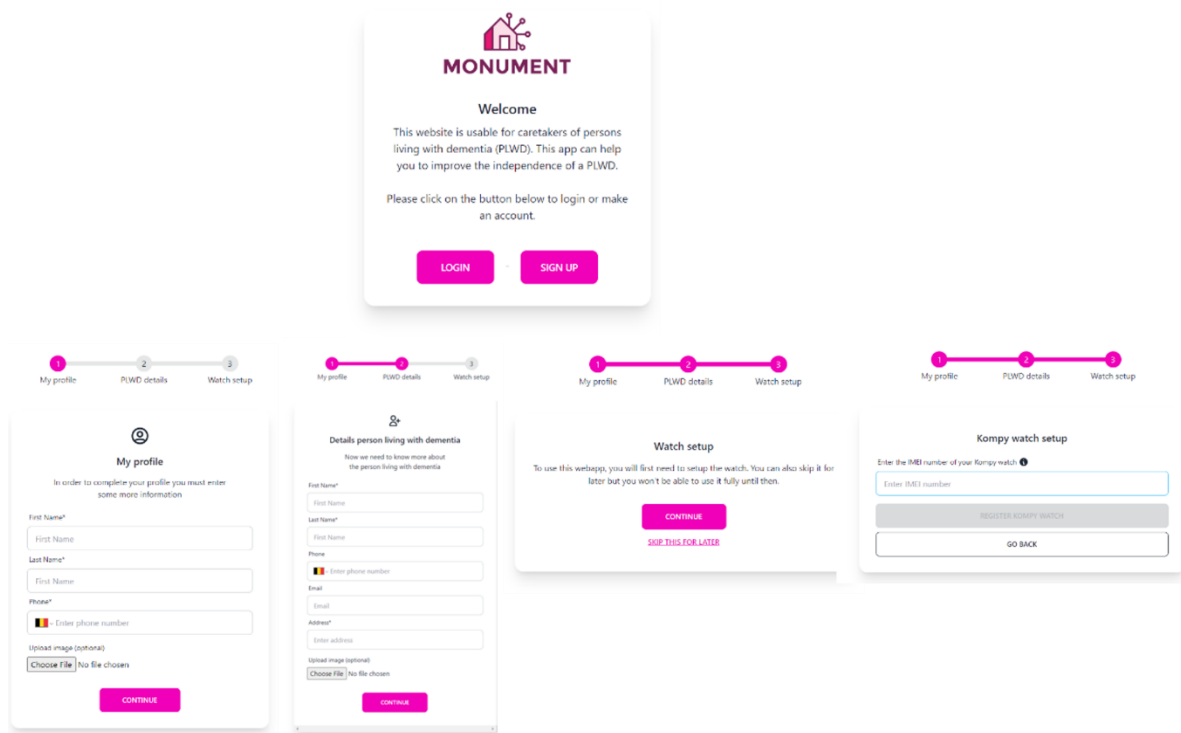 MONUMENT
Welcome
This website is usable for caretakers of persons
living with dementia (PLWD). This app can help
you to improve the independence of a PLWD.
Please click on the button below to login or make
an account.
LOGIN
-
SIGN UP
1
2
3
My profile
PLWD details
Watch setup
My profile
In order to complete your profile you must enter
some more information
First Name*
First Name
Last Name*
First Name
Phone*
Enter phone number
Upload image (optional)
Choose File No file chosen
CONTINUE
1
2
3
My profile
PLWD details
Watch setup
Details person living with dementia
Now we need to know more about
the person living with dementia
First Name*
First Name
Last Name*
First Name
Phone
Enter phone number
Email
Email
Address*
Enter address
Upload image (optional)
Choose File No file chosen
CONTINUE
1
2
3
My profile
PLWD details
Watch setup
Watch setup
To use this webapp, you will first need to setup the watch. You can also skip it for
later but you won't be able to use it fully until then.
CONTINUE
SKIP THIS FOR LATER
1
2
3
My profile
PLWD details
Watch setup
Kompy watch setup
Enter the IMEI number of your Kompy watch
Enter IMEI number
REGISTER KOMPY WATCH
GO BACK